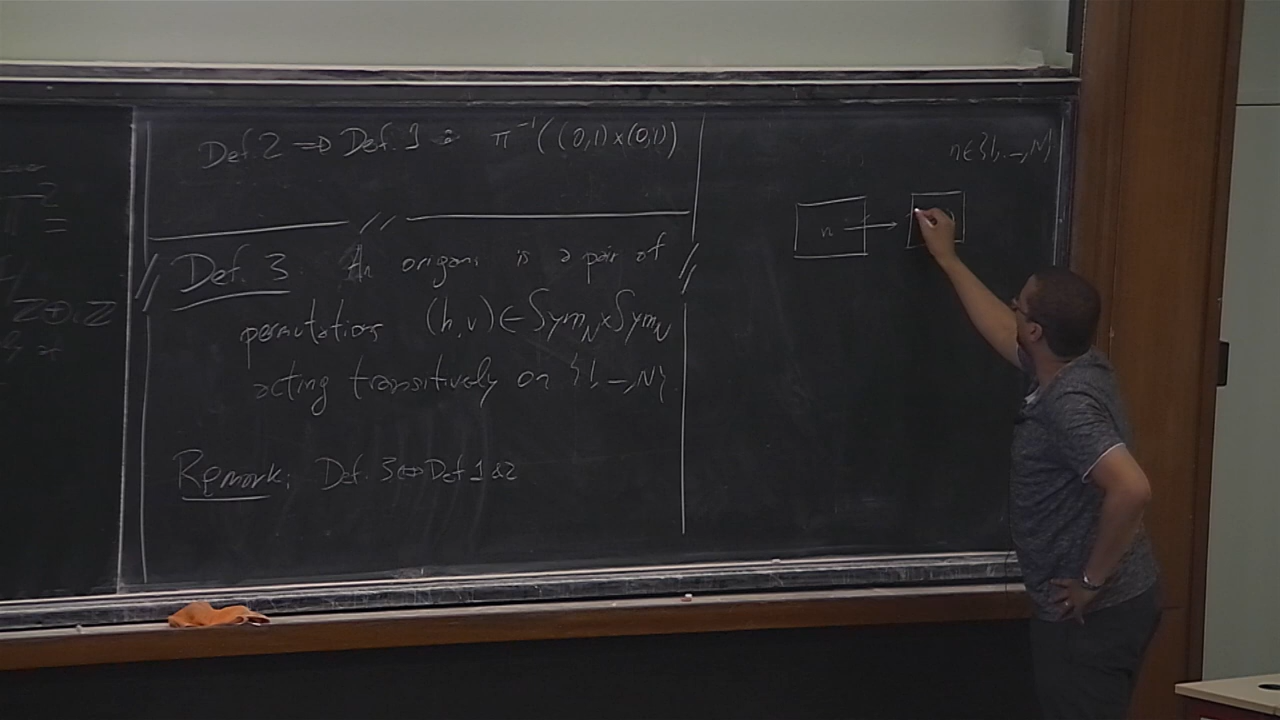 Def. 2 ⇒ Def. 1 : π⁻¹((0,1)×(0,1))
Def. 3 An origami is a pair of
permutations (h,v) ∈ Sym_N × Sym_N
acting transitively on {1,...,N}.
Remark: Def. 3 ⇔ Def 1 & 2
n∈{1,...,N}
n